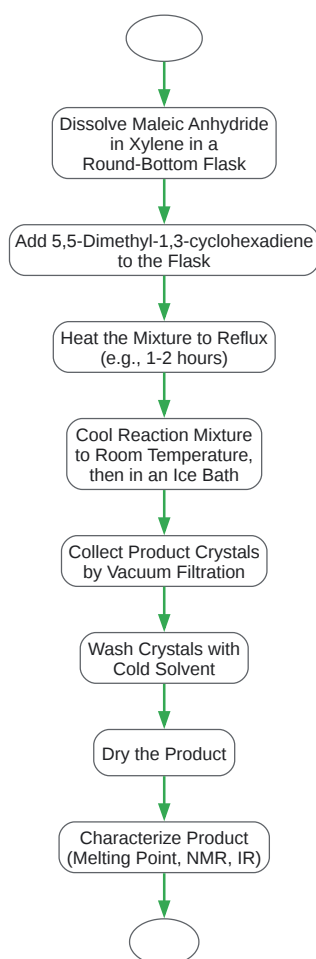 Dissolve Maleic Anhydride
in Xylene in a
Round-Bottom Flask
Add 5,5-Dimethyl-1,3-cyclohexadiene
to the Flask
Heat the Mixture to Reflux
(e.g., 1-2 hours)
Cool Reaction Mixture
to Room Temperature,
then in an Ice Bath
Collect Product Crystals
by Vacuum Filtration
Wash Crystals with
Cold Solvent
Dry the Product
Characterize Product
(Melting Point, NMR, IR)